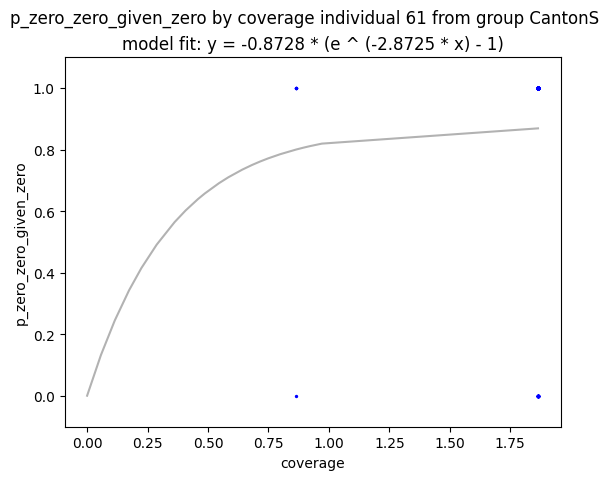 p_zero_zero_given_zero by coverage individual 61 from group CantonS
model fit: y = -0.8728 * (e ^ (-2.8725 * x) - 1)
1.0
0.8
0.6
0.4
0.2
0.0
p_zero_zero_given_zero
0.00 0.25 0.50 0.75 1.00 1.25 1.50 1.75
coverage